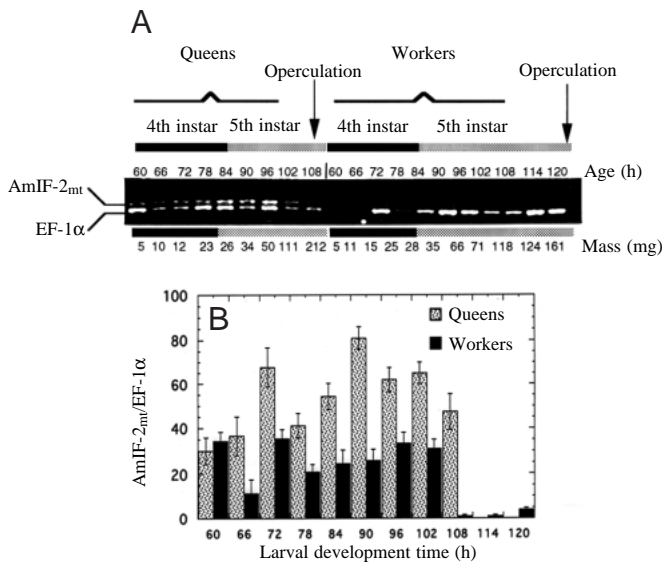 A
Queens
Operculation
Workers
Operculation
4th instar
5th instar
4th instar
5th instar
60 66 72 78 84 90 96 102 108 60 66 72 78 84 90 96 102 108 114 120 Age (h)
AmIF-2mt
EF-1α
5 10 12 23 26 34 50 111 212 5 11 15 25 28 35 66 71 118 124 161 Mass (mg)
B
100
80
60
40
20
0
AmIF-2mt/EF-1α
Queens
Workers
60 66 72 78 84 90 96 102 108 114 120
Larval development time (h)